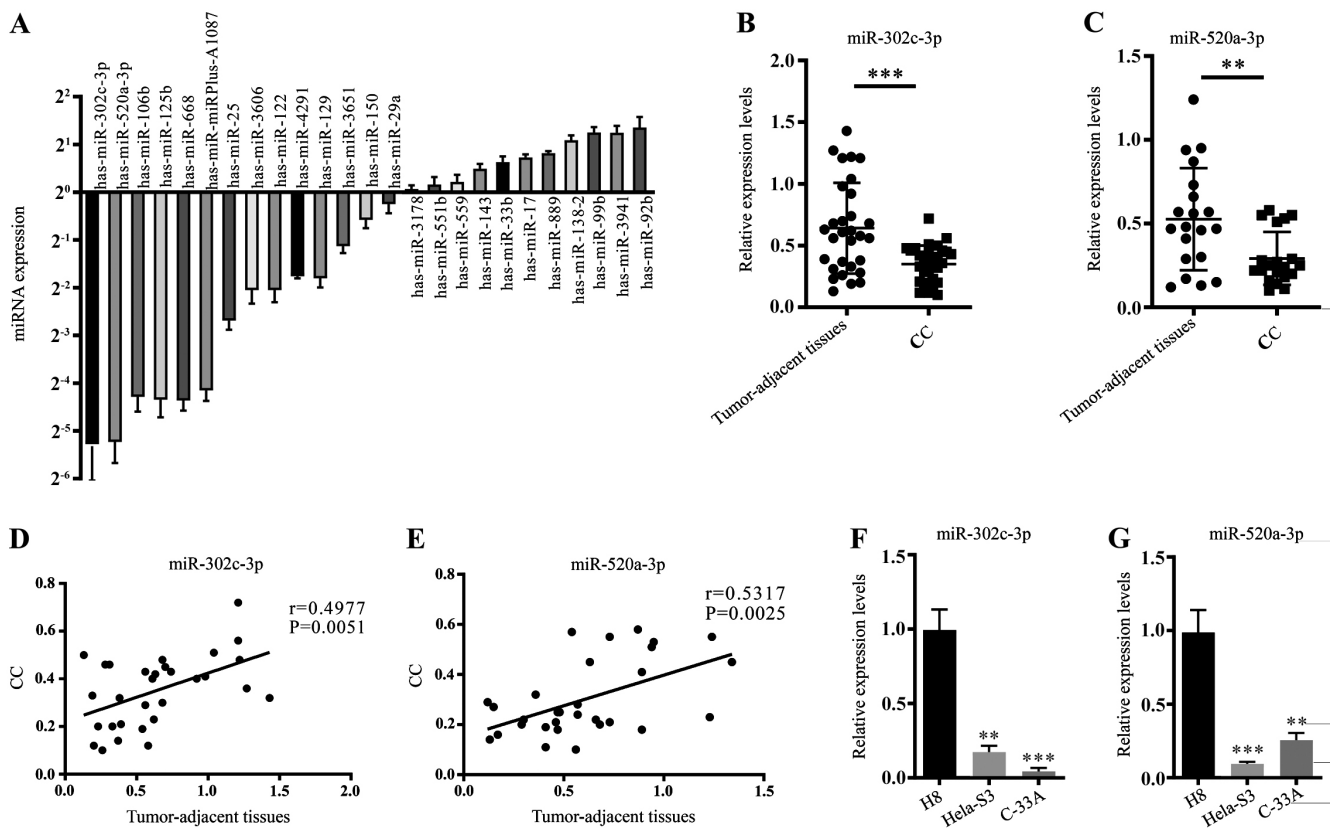 A
miRNA expression
2²
2¹
2⁰
2⁻¹
2⁻²
2⁻³
2⁻⁴
2⁻⁵
2⁻⁶
has-miR-302c-3p
has-miR-520a-3p
has-miR-106b
has-miR-125b
has-miR-668
has-miR-miRPlus-A1087
has-miR-25
has-miR-3606
has-miR-122
has-miR-4291
has-miR-129
has-miR-3651
has-miR-150
has-miR-29a
has-miR-3178
has-miR-551b
has-miR-559
has-miR-143
has-miR-33b
has-miR-17
has-miR-889
has-miR-138-2
has-miR-99b
has-miR-3941
has-miR-92b
B
miR-302c-3p
Relative expression levels
2.0
1.5
1.0
0.5
0.0
***
Tumor-adjacent tissues
CC
C
miR-520a-3p
Relative expression levels
1.5
1.0
0.5
0.0
**
Tumor-adjacent tissues
CC
D
miR-302c-3p
CC
0.8
0.6
0.4
0.2
0.0
r=0.4977
P=0.0051
0.0 0.5 1.0 1.5 2.0
Tumor-adjacent tissues
E
miR-520a-3p
CC
0.8
0.6
0.4
0.2
0.0
r=0.5317
P=0.0025
0.0 0.5 1.0 1.5
Tumor-adjacent tissues
F
miR-302c-3p
Relative expression levels
1.5
1.0
0.5
0.0
**
***
H8
Hela-S3
C-33A
G
miR-520a-3p
Relative expression levels
1.5
1.0
0.5
0.0
***
**
H8
Hela-S3
C-33A